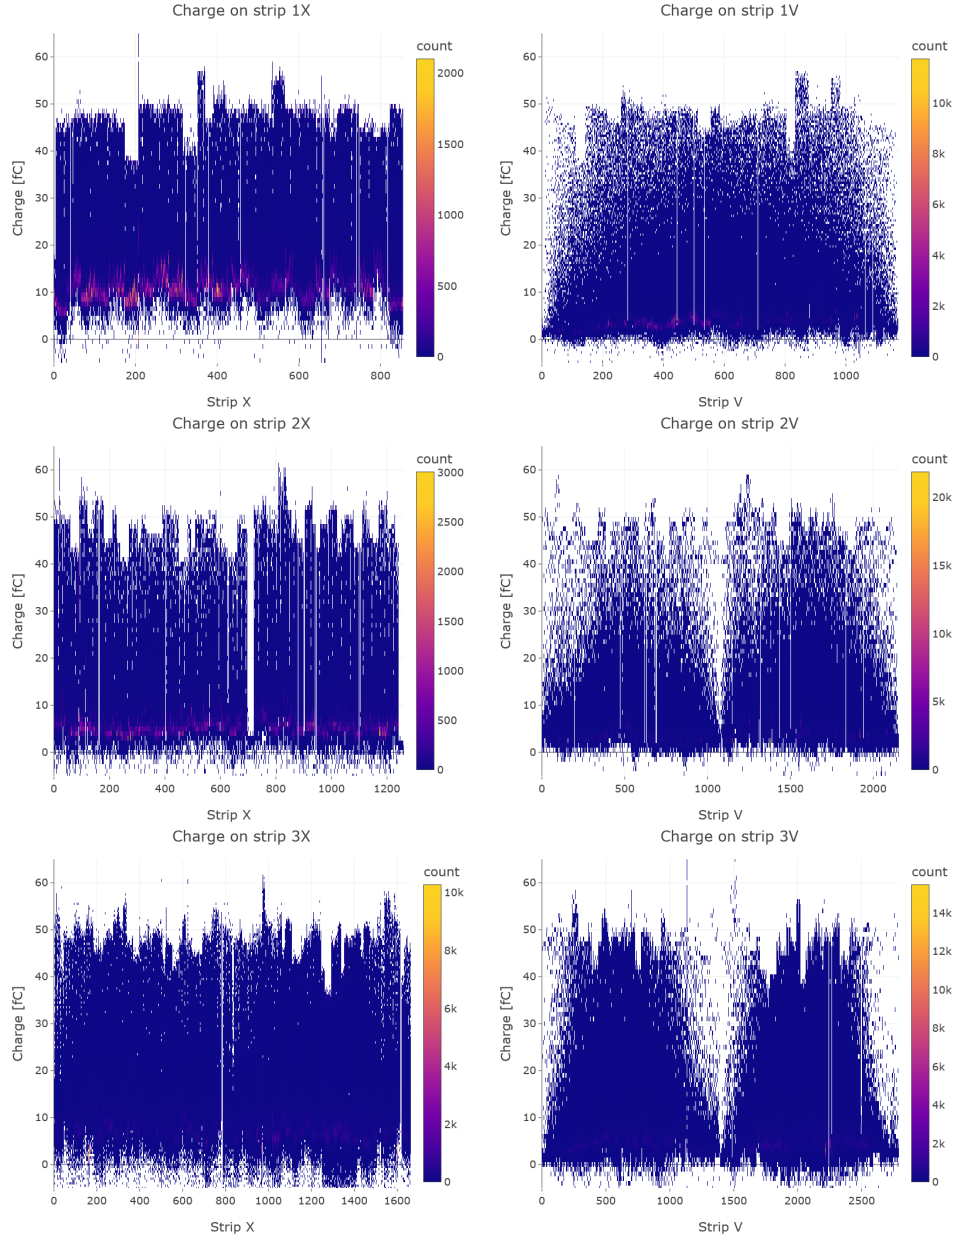 Charge on strip 1X
count
Charge [fC]
60
50
40
30
20
10
0
0 200 400 600 800
Strip X
2000
1500
1000
500
0
Charge on strip 1V
count
Charge [fC]
60
50
40
30
20
10
0
0 200 400 600 800 1000
Strip V
10k
8k
6k
4k
2k
0
Charge on strip 2X
count
Charge [fC]
60
50
40
30
20
10
0
0 200 400 600 800 1000 1200
Strip X
3000
2500
2000
1500
1000
500
0
Charge on strip 2V
count
Charge [fC]
60
50
40
30
20
10
0
0 500 1000 1500 2000
Strip V
20k
15k
10k
5k
0
Charge on strip 3X
count
Charge [fC]
60
50
40
30
20
10
0
0 200 400 600 800 1000 1200 1400 1600
Strip X
10k
8k
6k
4k
2k
0
Charge on strip 3V
count
Charge [fC]
60
50
40
30
20
10
0
0 500 1000 1500 2000 2500
Strip V
14k
12k
10k
8k
6k
4k
2k
0